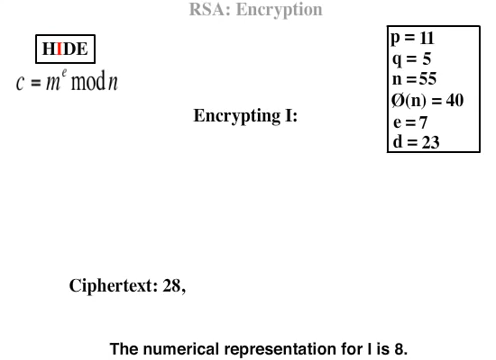 RSA: Encryption
HIDE
c = m^e mod n
p = 11
q = 5
n =55
Ø(n) = 40
e = 7
d = 23
Encrypting I:
Ciphertext: 28,
The numerical representation for I is 8.